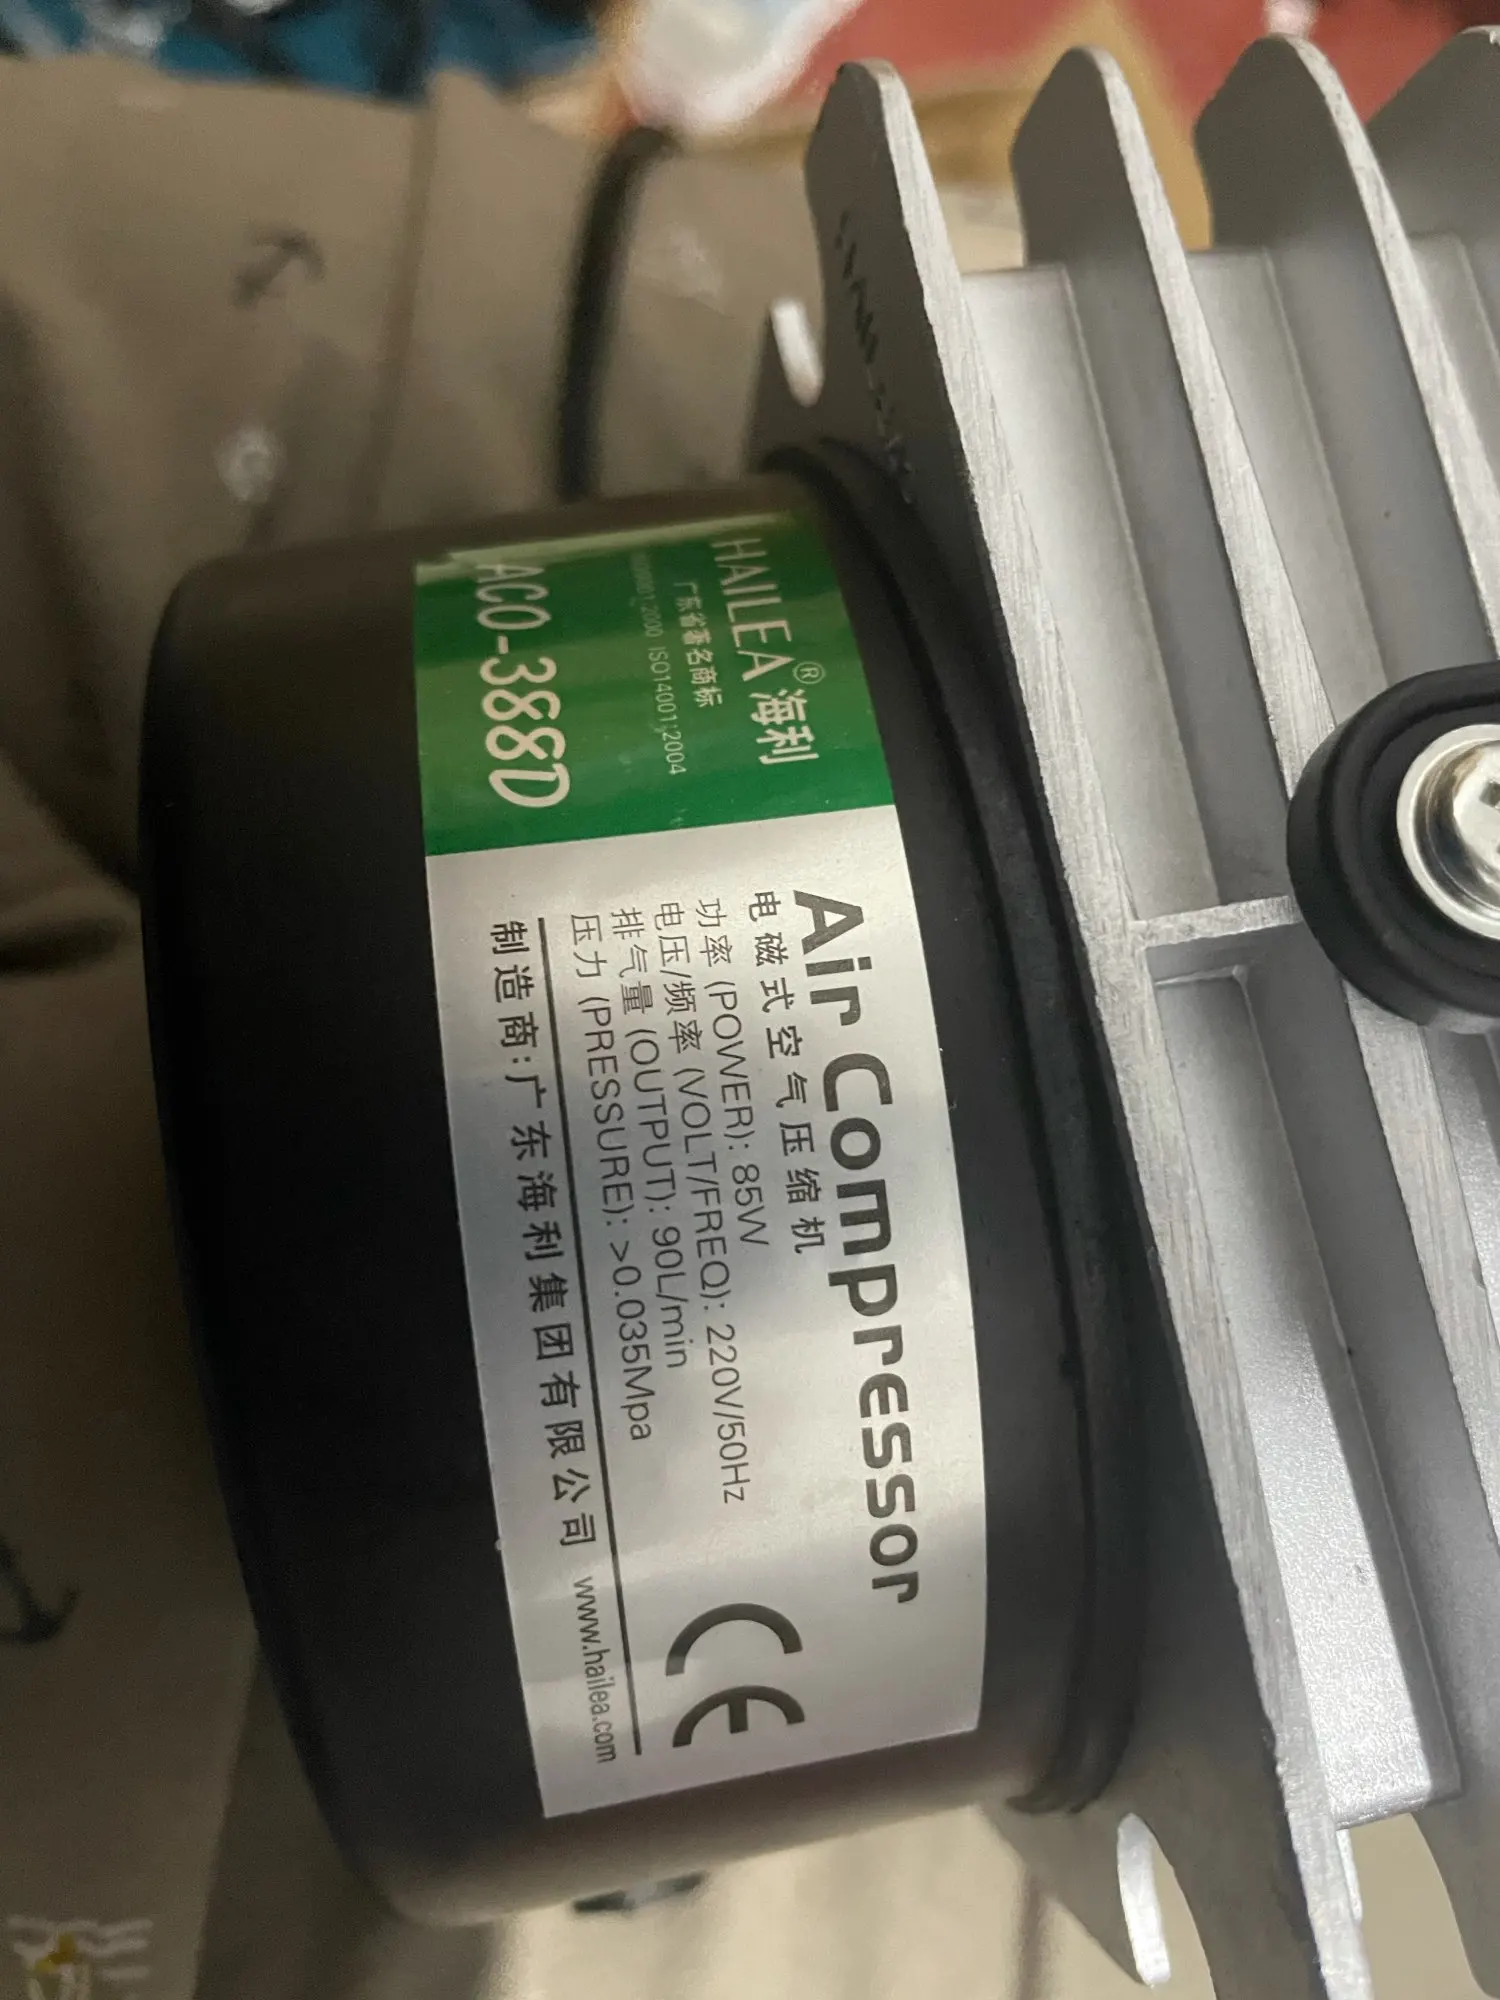 HAILEA® 海利
广东省著名商标
2000 ISO14001:2004
ACO-388D
Air Compressor
电磁式空气压缩机
功率 (POWER): 85W
电压/频率 (VOLT/FREQ): 220V/50Hz
排气量 (OUTPUT): 90L/min
压力 (PRESSURE): >0.035Mpa
CE
制造商:广东海利集团有限公司 www.hailea.com